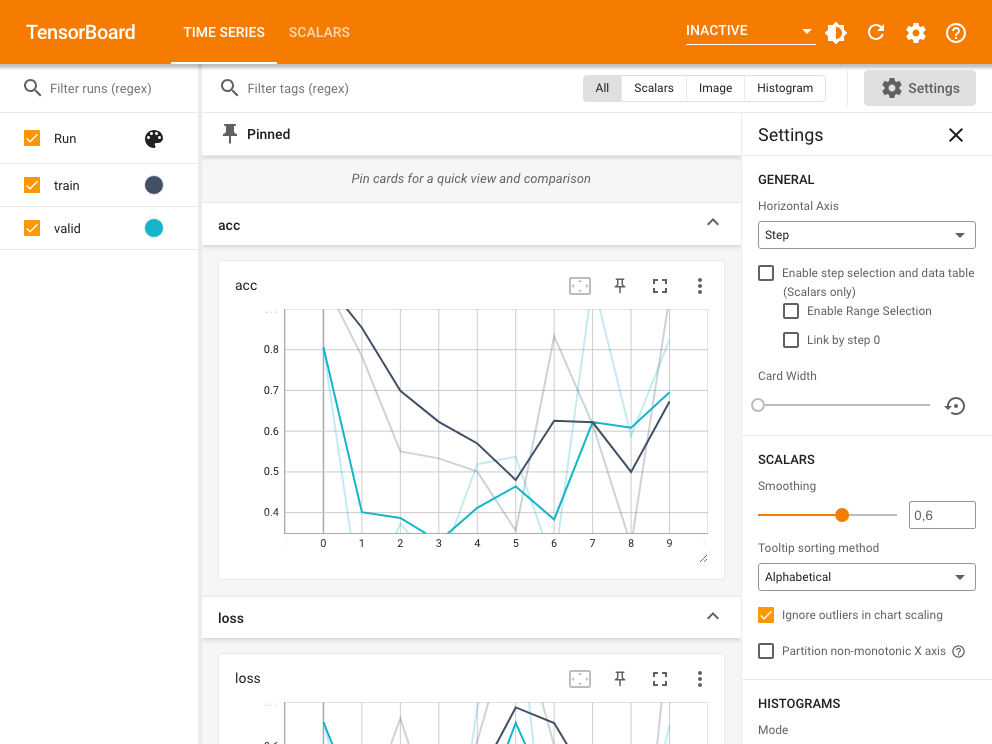 TensorBoard
TIME SERIES
SCALARS
INACTIVE
Filter runs (regex)
Filter tags (regex)
All
Scalars
Image
Histogram
Settings
Run
train
valid
Pinned
Pin cards for a quick view and comparison
acc
acc
0.8
0.7
0.6
0.5
0.4
0 1 2 3 4 5 6 7 8 9
loss
loss
Settings
GENERAL
Horizontal Axis
Step
Enable step selection and data table
(Scalars only)
Enable Range Selection
Link by step 0
Card Width
SCALARS
Smoothing
0,6
Tooltip sorting method
Alphabetical
Ignore outliers in chart scaling
Partition non-monotonic X axis
HISTOGRAMS
Mode